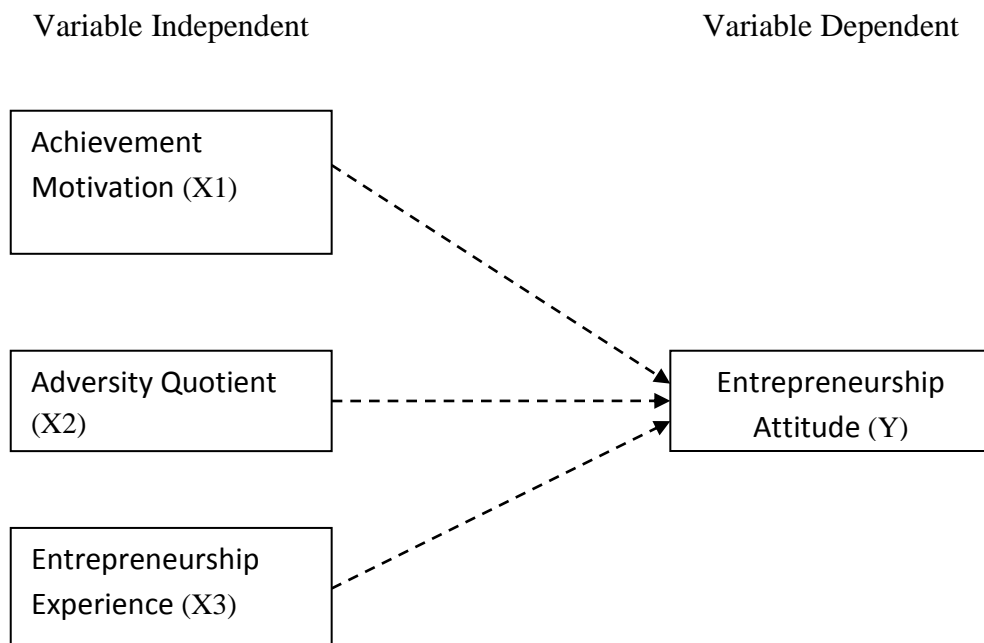 Variable Independent
Variable Dependent
Achievement
Motivation (X1)
Adversity Quotient
(X2)
Entrepreneurship
Attitude (Y)
Entrepreneurship
Experience (X3)